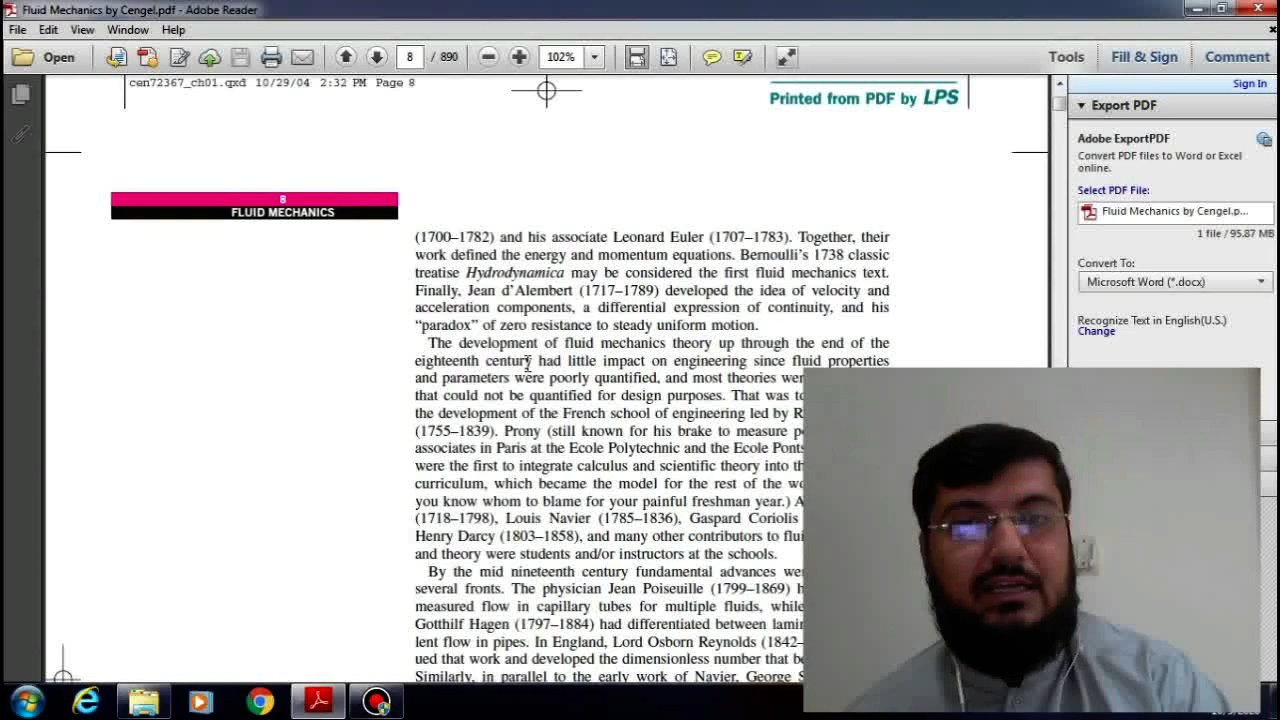 Fluid Mechanics by Cengel.pdf - Adobe Reader
File Edit View Window Help
Open 8 / 890 102% Tools Fill & Sign Comment
cen72367_ch01.qxd 10/29/04 2:32 PM Page 8
Printed from PDF by LPS
8
FLUID MECHANICS
(1700–1782) and his associate Leonard Euler (1707–1783). Together, their
work defined the energy and momentum equations. Bernoulli's 1738 classic
treatise Hydrodynamica may be considered the first fluid mechanics text.
Finally, Jean d'Alembert (1717–1789) developed the idea of velocity and
acceleration components, a differential expression of continuity, and his
“paradox” of zero resistance to steady uniform motion.
The development of fluid mechanics theory up through the end of the
eighteenth century had little impact on engineering since fluid properties
and parameters were poorly quantified, and most theories wer
that could not be quantified for design purposes. That was to
the development of the French school of engineering led by R
(1755–1839). Prony (still known for his brake to measure p
associates in Paris at the Ecole Polytechnic and the Ecole Ponts
were the first to integrate calculus and scientific theory into th
curriculum, which became the model for the rest of the w
you know whom to blame for your painful freshman year.) A
(1718–1798), Louis Navier (1785–1836), Gaspard Coriolis
Henry Darcy (1803–1858), and many other contributors to flui
and theory were students and/or instructors at the schools.
By the mid nineteenth century fundamental advances wer
several fronts. The physician Jean Poiseuille (1799–1869) h
measured flow in capillary tubes for multiple fluids, while
Gotthilf Hagen (1797–1884) had differentiated between lamin
lent flow in pipes. In England, Lord Osborn Reynolds (1842–
ued that work and developed the dimensionless number that be
Similarly, in parallel to the early work of Navier, George S
Sign In
Export PDF
Adobe ExportPDF
Convert PDF files to Word or Excel
online.
Select PDF File:
Fluid Mechanics by Cengel.p...
1 file / 95.87 MB
Convert To:
Microsoft Word (*.docx)
Recognize Text in English(U.S.)
Change